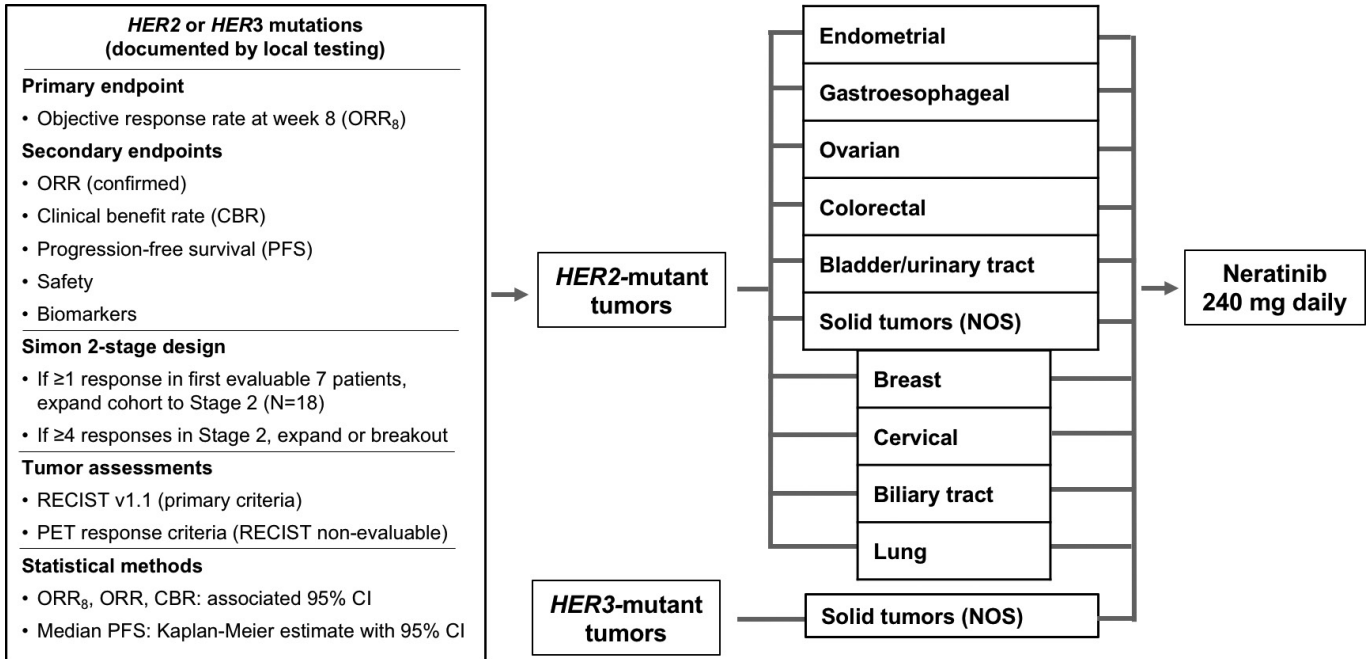 HER2 or HER3 mutations
(documented by local testing)
Primary endpoint
• Objective response rate at week 8 (ORR₈)
Secondary endpoints
• ORR (confirmed)
• Clinical benefit rate (CBR)
• Progression-free survival (PFS)
• Safety
• Biomarkers
Simon 2-stage design
• If ≥1 response in first evaluable 7 patients,
expand cohort to Stage 2 (N=18)
• If ≥4 responses in Stage 2, expand or breakout
Tumor assessments
• RECIST v1.1 (primary criteria)
• PET response criteria (RECIST non-evaluable)
Statistical methods
• ORR₈, ORR, CBR: associated 95% CI
• Median PFS: Kaplan-Meier estimate with 95% CI
HER2-mutant
tumors
HER3-mutant
tumors
Endometrial
Gastroesophageal
Ovarian
Colorectal
Bladder/urinary tract
Solid tumors (NOS)
Breast
Cervical
Biliary tract
Lung
Solid tumors (NOS)
Neratinib
240 mg daily